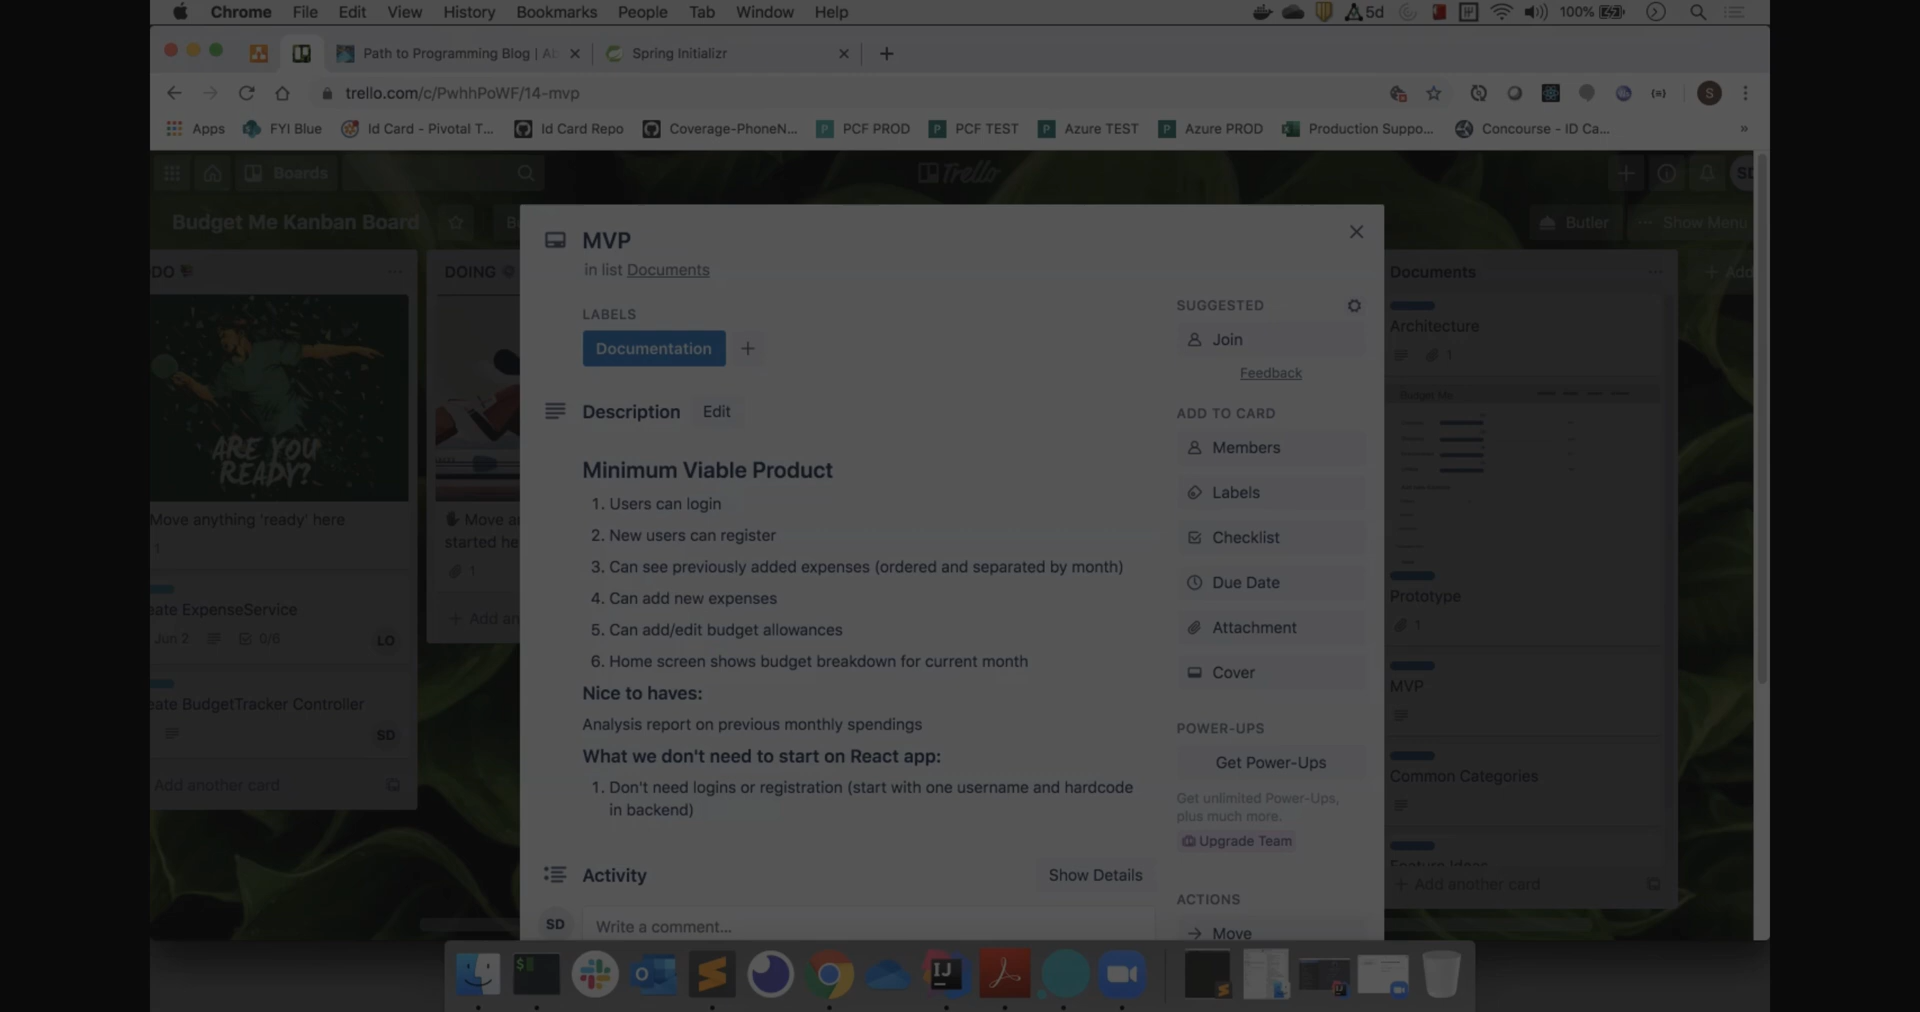 Chrome File Edit View History Bookmarks People Tab Window Help
5d 100%
Path to Programming Blog | Ab
Spring Initializr
trello.com/c/PwhhPoWF/14-mvp
S
Apps FYI Blue Id Card - Pivotal T... Id Card Repo Coverage-PhoneN... PCF PROD PCF TEST Azure TEST Azure PROD Production Suppo... Concourse - ID Ca... »
Boards
Trello
SD
Budget Me Kanban Board
Butler
Show Menu
DO
ARE YOU
READY?
Move anything 'ready' here
1
eate ExpenseService
Jun 2 0/6
LO
eate BudgetTracker Controller
SD
Add another card
DOING
Move a
started he
1
+ Add an
MVP
in list Documents
LABELS
Documentation
Description Edit
Minimum Viable Product
1. Users can login
2. New users can register
3. Can see previously added expenses (ordered and separated by month)
4. Can add new expenses
5. Can add/edit budget allowances
6. Home screen shows budget breakdown for current month
Nice to haves:
Analysis report on previous monthly spendings
What we don't need to start on React app:
1. Don't need logins or registration (start with one username and hardcode
in backend)
Activity Show Details
SD
Write a comment...
SUGGESTED
Join
Feedback
ADD TO CARD
Members
Labels
Checklist
Due Date
Attachment
Cover
POWER-UPS
Get Power-Ups
Get unlimited Power-Ups,
plus much more.
Upgrade Team
ACTIONS
Move
Documents
+ Add
Architecture
1
Budget Me
Prototype
1
MVP
Common Categories
Feature Ideas
+ Add another card
IJ